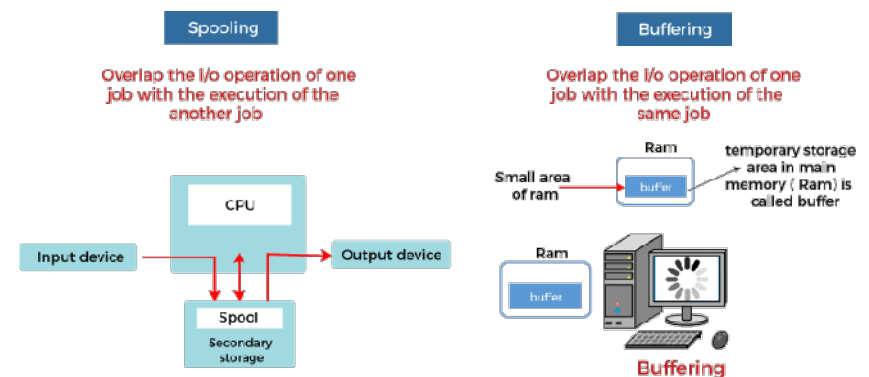 Spooling
Overlap the i/o operation of one
job with the execution of the
another job
CPU
Input device
Output device
Spool
Secondary
storage
Buffering
Overlap the i/o operation of one
job with the execution of the
same job
Ram
Small area
of ram
buffer
temporary storage
area in main
memory ( Ram) is
called buffer
Ram
buffer
Buffering